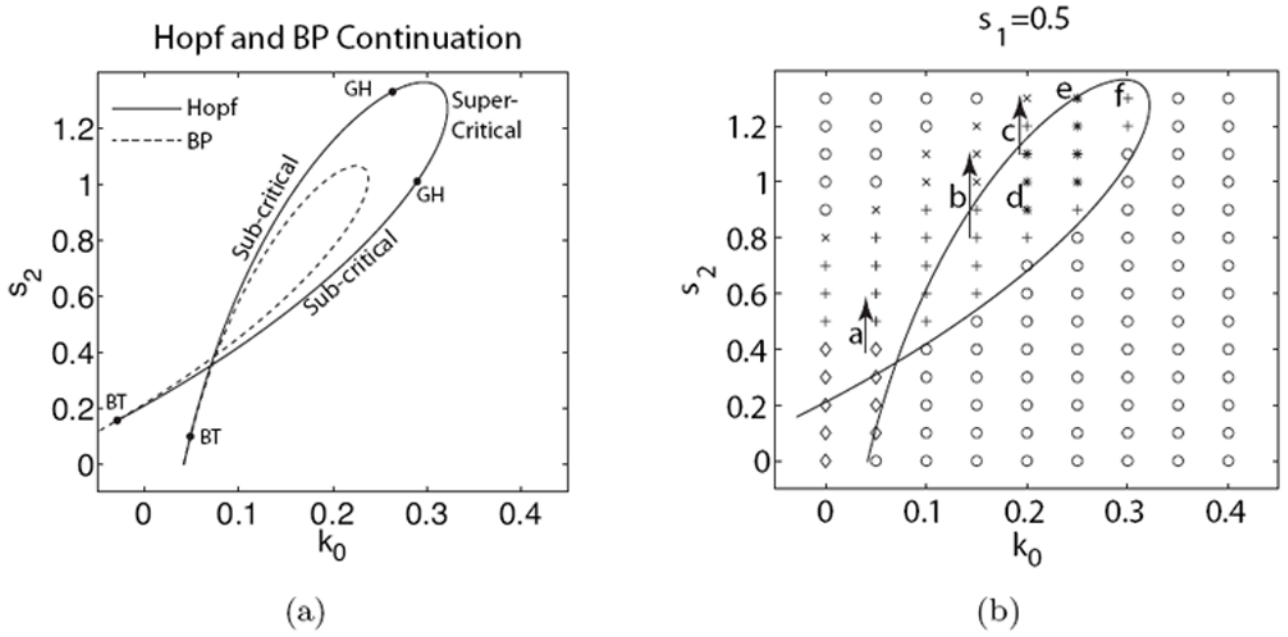 Hopf and BP Continuation
Hopf
BP
GH
Super-
Critical
GH
Sub-critical
Sub-critical
BT
BT
1.2
1
0.8
0.6
0.4
0.2
0
s2
0 0.1 0.2 0.3 0.4
k0
(a)
s1=0.5
e
f
c
b
d
a
1.2
1
0.8
0.6
0.4
0.2
0
s2
0 0.1 0.2 0.3 0.4
k0
(b)